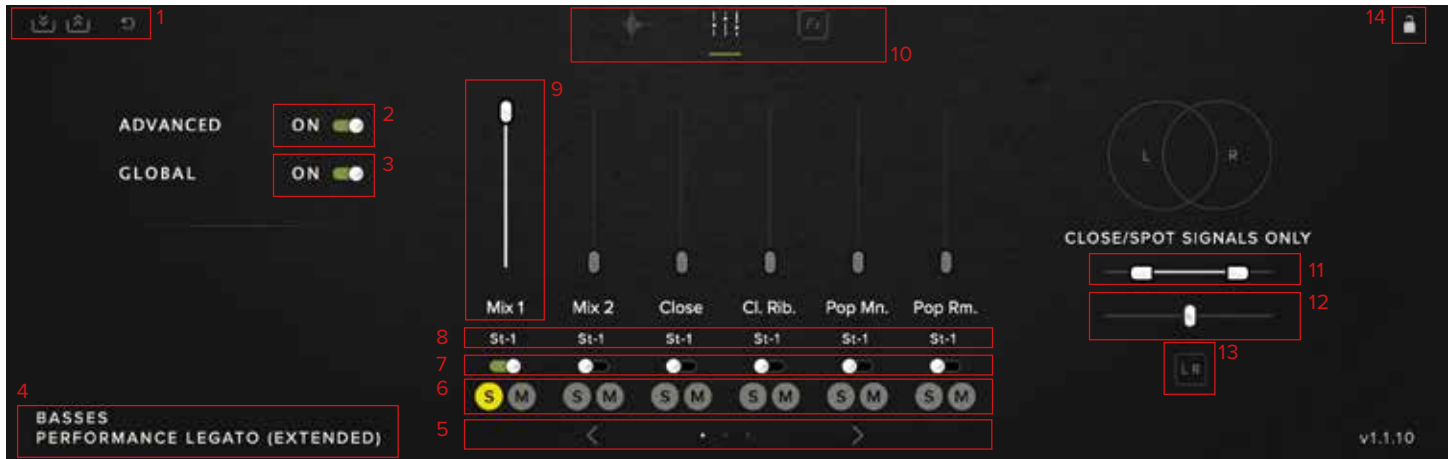 1
10
Fx
14
9
ADVANCED ON 2
GLOBAL ON 3
L R
CLOSE/SPOT SIGNALS ONLY
11
12
Mix 1 Mix 2 Close Cl. Rib. Pop Mn. Pop Rm.
8 St-1 St-1 St-1 St-1 St-1 St-1
7
13
L R
6 S M S M S M S M S M S M
4
BASSES
PERFORMANCE LEGATO (EXTENDED)
5
v1.1.10